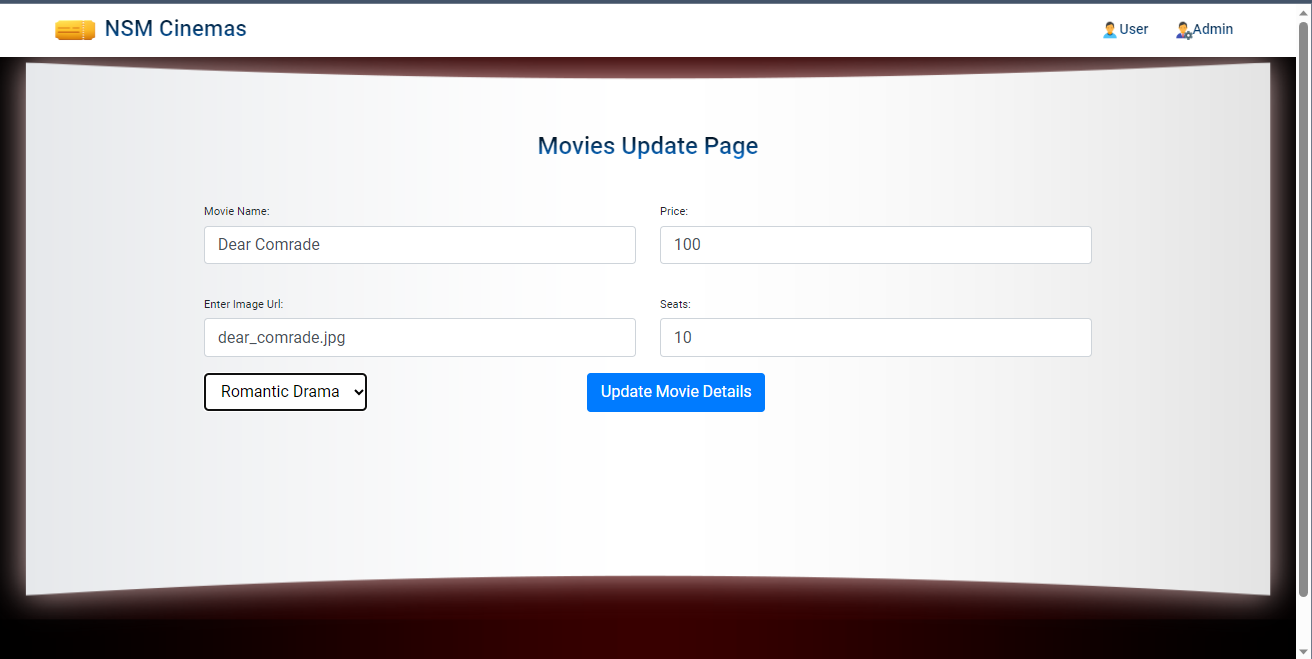 NSM Cinemas
User
Admin
Movies Update Page
Movie Name:
Price:
Dear Comrade
100
Enter Image Url:
Seats:
dear_comrade.jpg
10
Romantic Drama
Update Movie Details